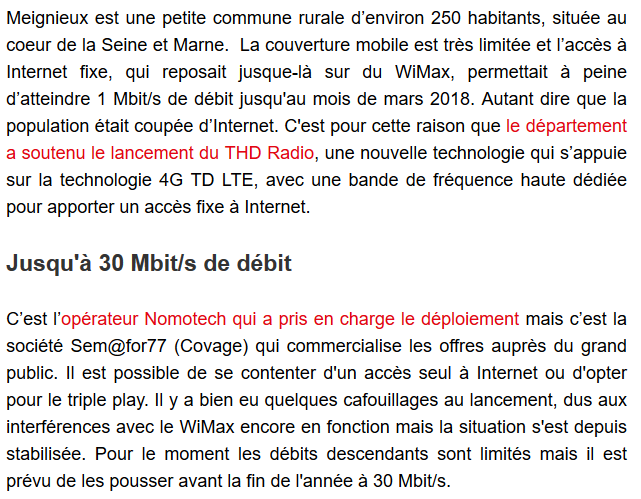 Meignieux est une petite commune rurale d’environ 250 habitants, située au
coeur de la Seine et Marne.  La couverture mobile est très limitée et l’accès à
Internet fixe, qui reposait jusque-là sur du WiMax, permettait à peine
d’atteindre 1 Mbit/s de débit jusqu'au mois de mars 2018. Autant dire que la
population était coupée d’Internet. C'est pour cette raison que le département
a soutenu le lancement du THD Radio, une nouvelle technologie qui s’appuie
sur la technologie 4G TD LTE, avec une bande de fréquence haute dédiée
pour apporter un accès fixe à Internet.
Jusqu'à 30 Mbit/s de débit
C’est l’opérateur Nomotech qui a pris en charge le déploiement mais c’est la
société Sem@for77 (Covage) qui commercialise les offres auprès du grand
public. Il est possible de se contenter d'un accès seul à Internet ou d'opter
pour le triple play. Il y a bien eu quelques cafouillages au lancement, dus aux
interférences avec le WiMax encore en fonction mais la situation s'est depuis
stabilisée. Pour le moment les débits descendants sont limités mais il est
prévu de les pousser avant la fin de l'année à 30 Mbit/s.